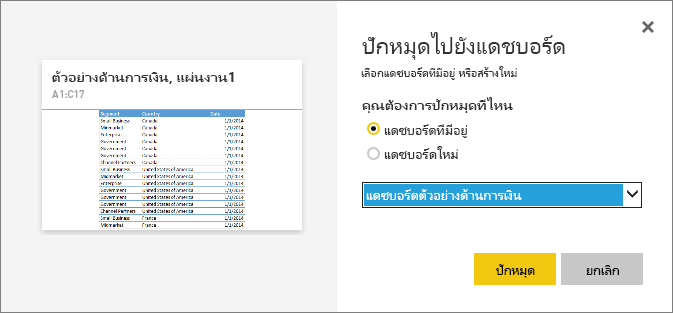 ตัวอย่างด้านการเงิน, แผ่นงาน1
A1:C17
Segment Country Date
Small Business Canada 1/1/2014
Midmarket Canada 1/1/2014
Enterprise Canada 1/1/2014
Government Canada 1/1/2014
Government Canada 1/1/2014
Government Canada 1/1/2014
Channel Partners Canada 1/1/2014
Small Business United States of America 1/1/2014
Midmarket United States of America 1/1/2014
Enterprise United States of America 1/1/2014
Government United States of America 1/1/2014
Government United States of America 1/1/2014
Government United States of America 1/1/2014
Channel Partners United States of America 1/1/2014
Small Business France 1/1/2014
Midmarket France 1/1/2014
ปักหมุดไปยังแดชบอร์ด
เลือกแดชบอร์ดที่มีอยู่ หรือสร้างใหม่
คุณต้องการปักหมุดที่ไหน
แดชบอร์ดที่มีอยู่
แดชบอร์ดใหม่
แดชบอร์ดตัวอย่างด้านการเงิน
ปักหมุด
ยกเลิก